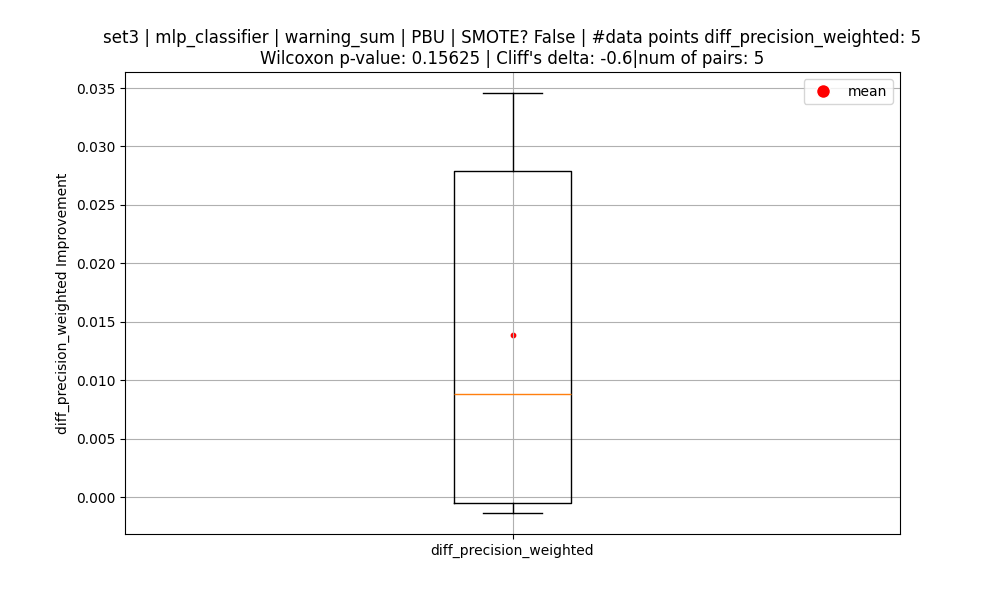 set3 | mlp_classifier | warning_sum | PBU | SMOTE? False | #data points diff_precision_weighted: 5
Wilcoxon p-value: 0.15625 | Cliff's delta: -0.6|num of pairs: 5
mean
0.035
0.030
0.025
0.020
0.015
0.010
0.005
0.000
diff_precision_weighted Improvement
diff_precision_weighted